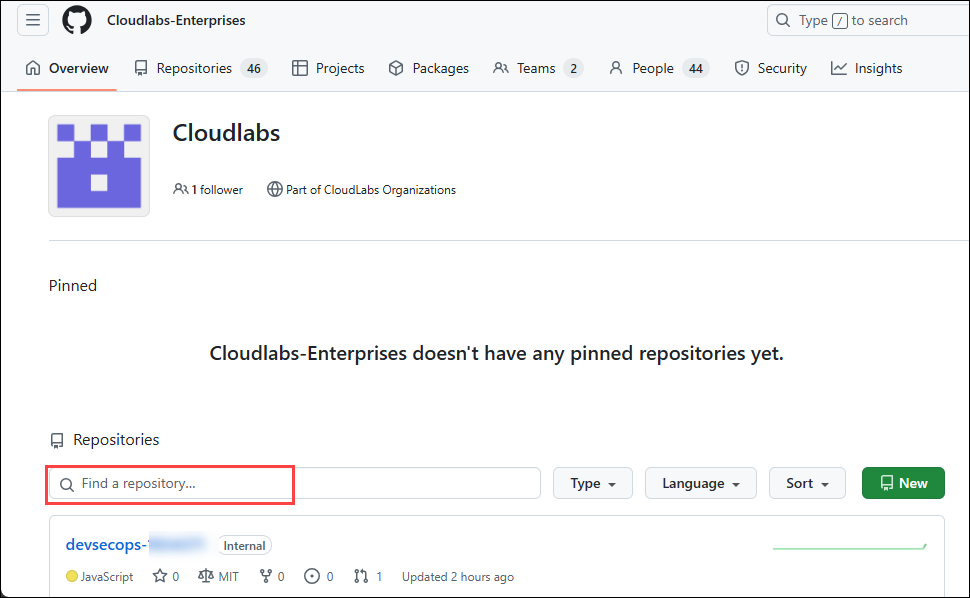 Cloudlabs-Enterprises
Type / to search
Overview Repositories 46 Projects Packages Teams 2 People 44 Security Insights
Cloudlabs
1 follower Part of CloudLabs Organizations
Pinned
Cloudlabs-Enterprises doesn't have any pinned repositories yet.
Repositories
Find a repository... Type Language Sort New
devsecops- Internal
JavaScript 0 MIT 0 0 1 Updated 2 hours ago